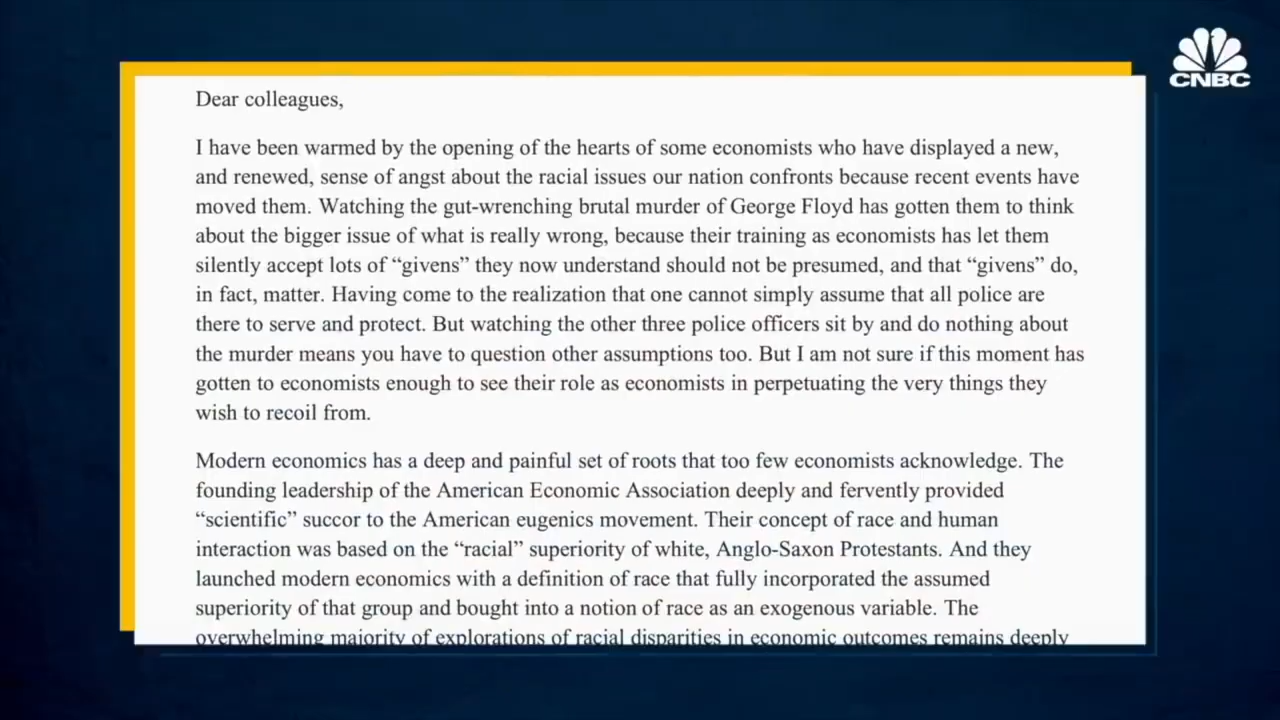 CNBC
Dear colleagues,
I have been warmed by the opening of the hearts of some economists who have displayed a new,
and renewed, sense of angst about the racial issues our nation confronts because recent events have
moved them. Watching the gut-wrenching brutal murder of George Floyd has gotten them to think
about the bigger issue of what is really wrong, because their training as economists has let them
silently accept lots of “givens” they now understand should not be presumed, and that “givens” do,
in fact, matter. Having come to the realization that one cannot simply assume that all police are
there to serve and protect. But watching the other three police officers sit by and do nothing about
the murder means you have to question other assumptions too. But I am not sure if this moment has
gotten to economists enough to see their role as economists in perpetuating the very things they
wish to recoil from.
Modern economics has a deep and painful set of roots that too few economists acknowledge. The
founding leadership of the American Economic Association deeply and fervently provided
“scientific” succor to the American eugenics movement. Their concept of race and human
interaction was based on the “racial” superiority of white, Anglo-Saxon Protestants. And they
launched modern economics with a definition of race that fully incorporated the assumed
superiority of that group and bought into a notion of race as an exogenous variable. The
overwhelming majority of explorations of racial disparities in economic outcomes remains deeply